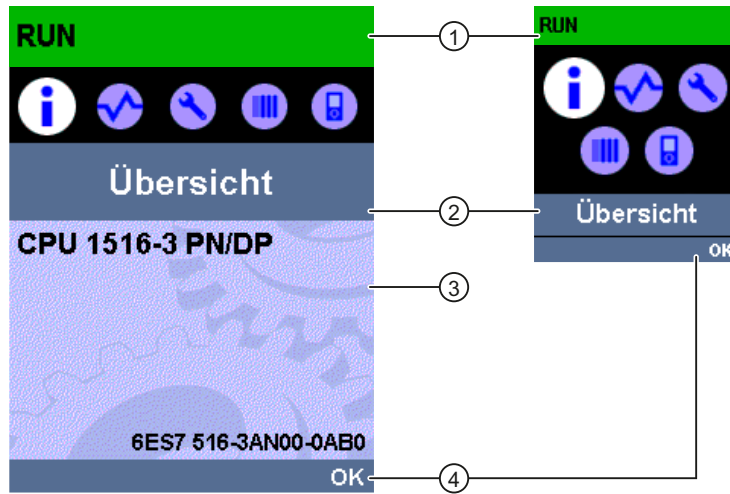 RUN
Übersicht
CPU 1516-3 PN/DP
6ES7 516-3AN00-0AB0
OK
1
2
3
4
RUN
Übersicht
OK